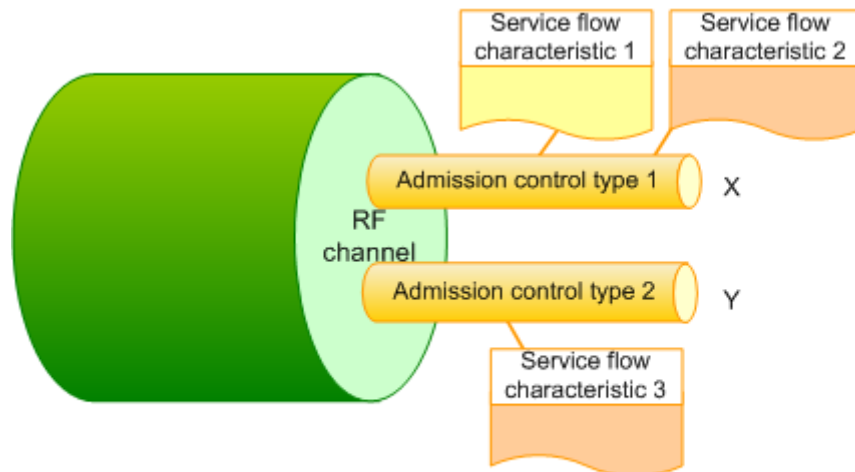 Service flow
characteristic 1
Service flow
characteristic 2
Admission control type 1
X
RF
channel
Admission control type 2
Y
Service flow
characteristic 3